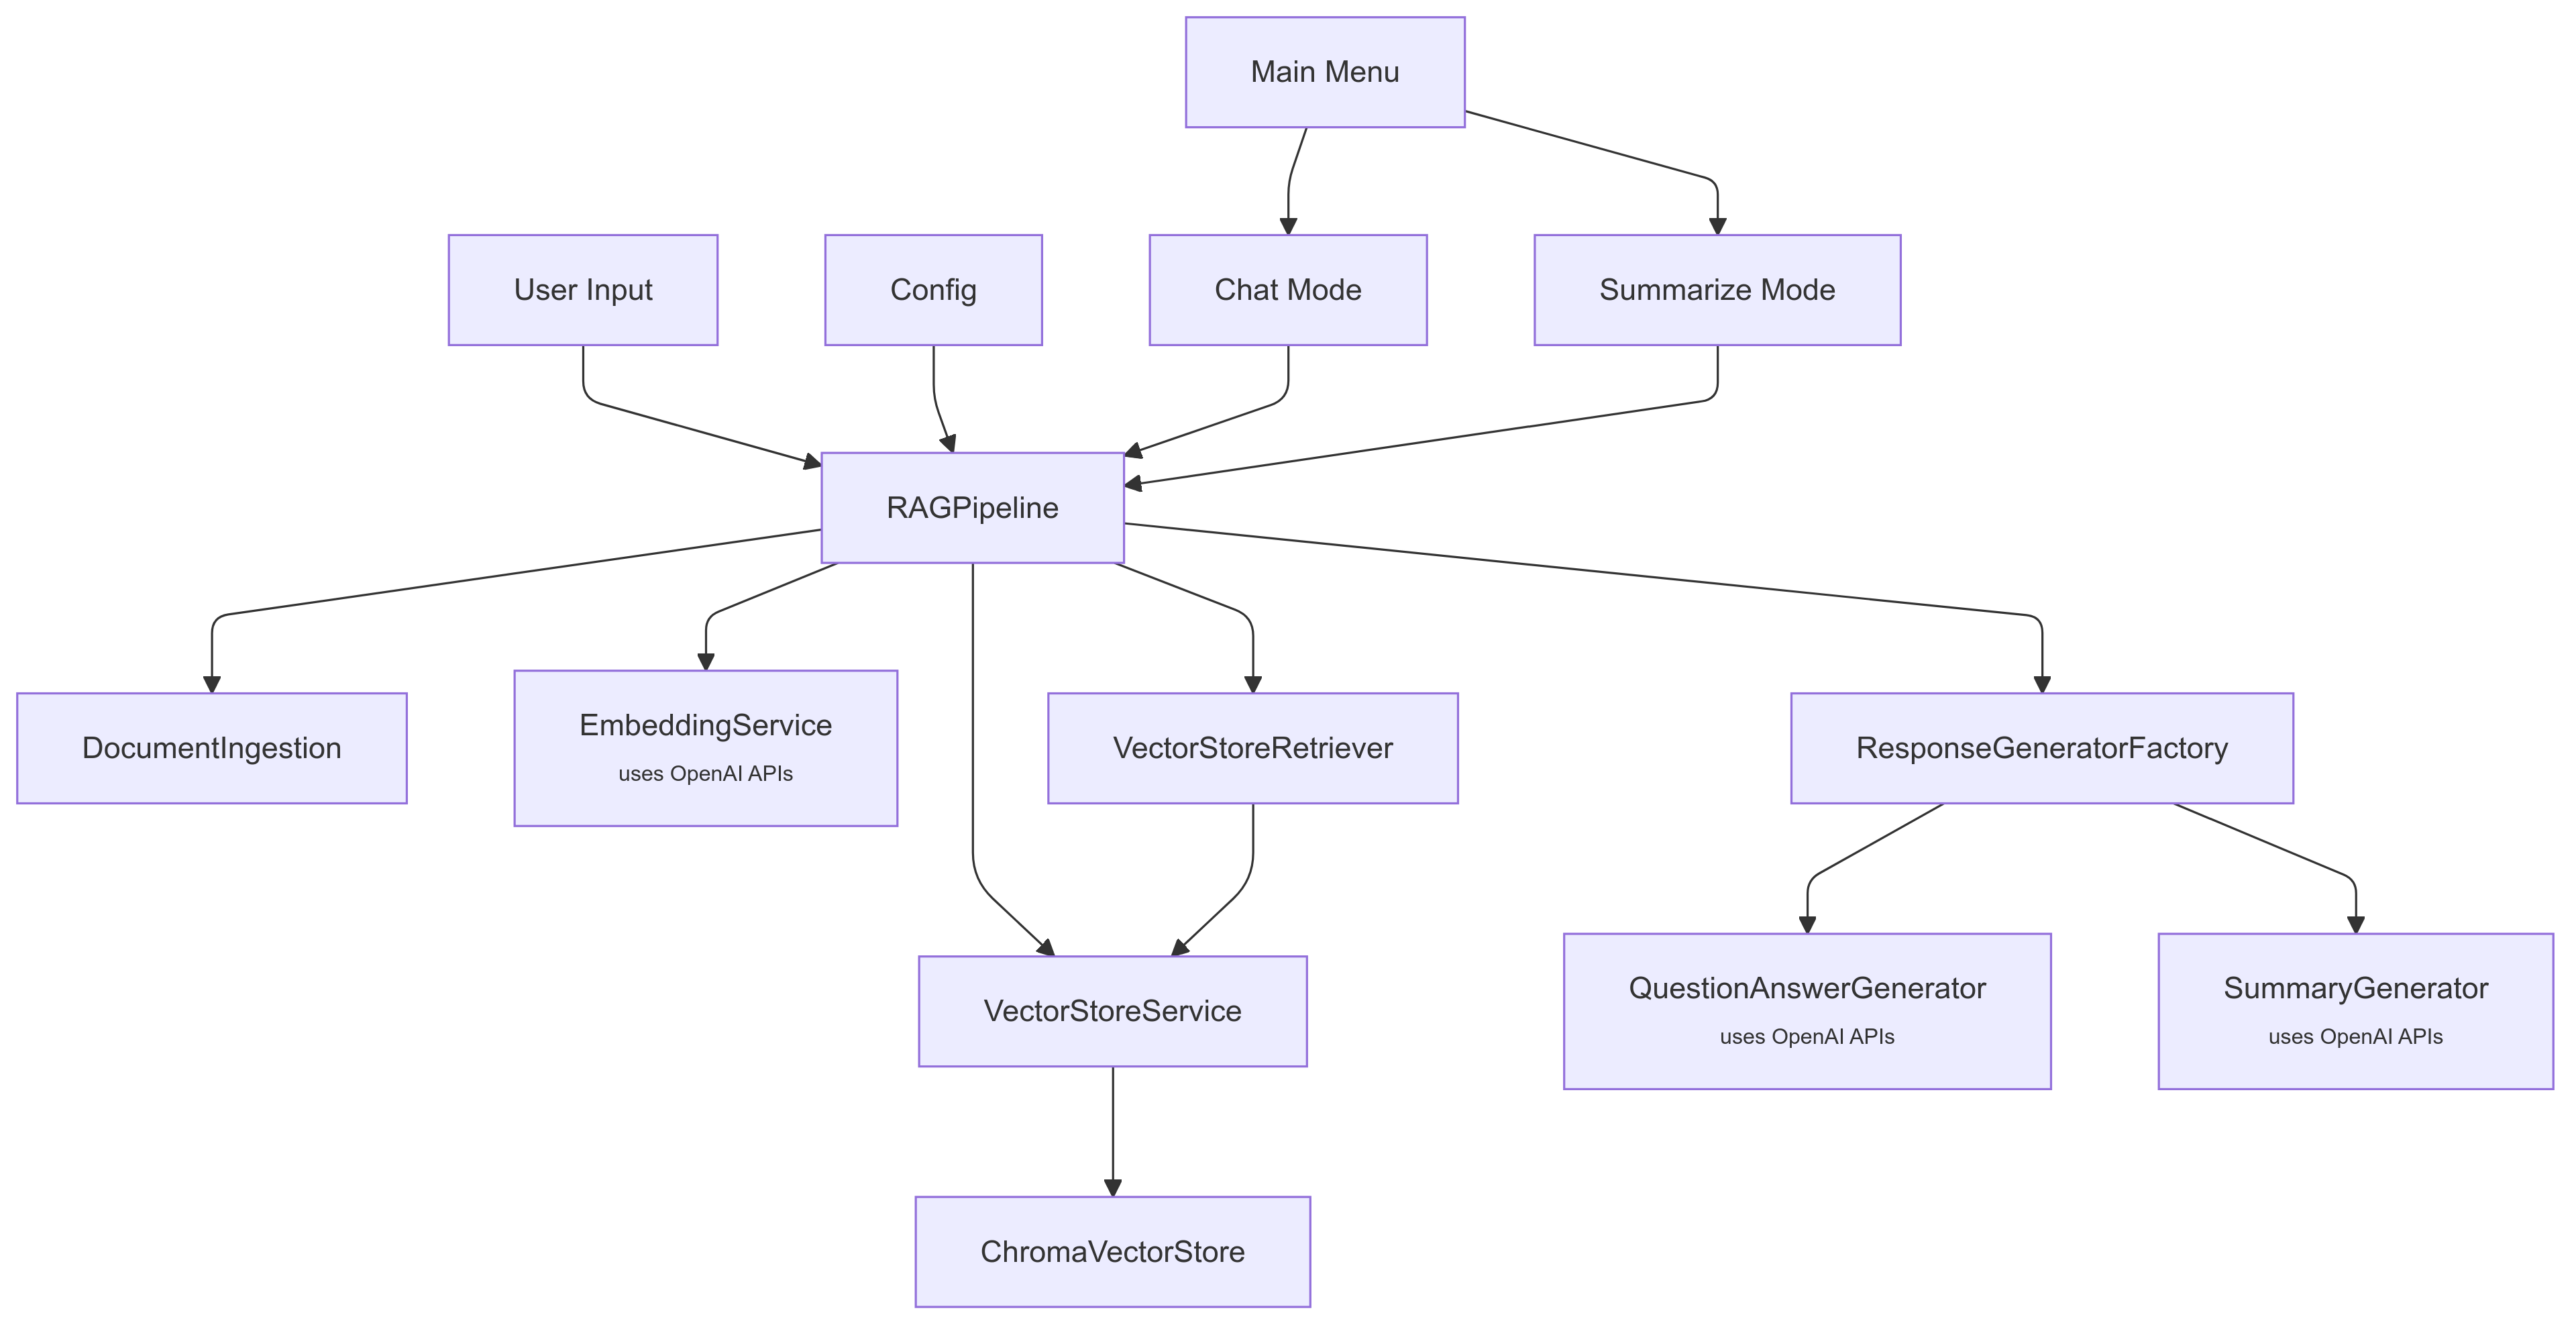 Main Menu
User Input
Config
Chat Mode
Summarize Mode
RAGPipeline
DocumentIngestion
EmbeddingService
uses OpenAI APIs
VectorStoreRetriever
ResponseGeneratorFactory
VectorStoreService
QuestionAnswerGenerator
uses OpenAI APIs
SummaryGenerator
uses OpenAI APIs
ChromaVectorStore